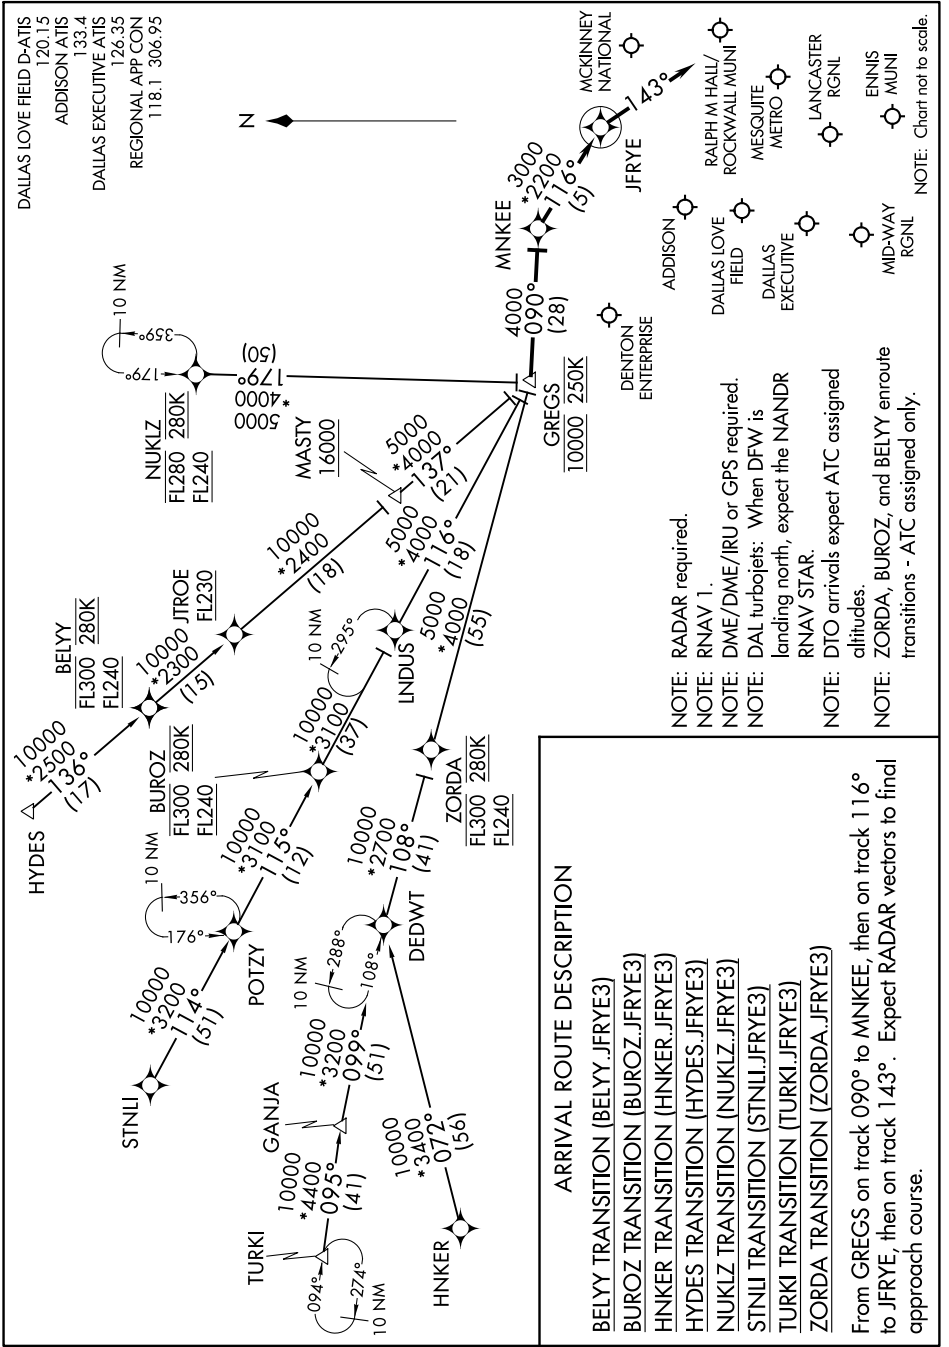 DALLAS LOVE FIELD D-ATIS
120.15
ADDISON ATIS
133.4
DALLAS EXECUTIVE ATIS
126.35
REGIONAL APP CON
118.1 306.95
N
HYDES
10000
*2500
136°
(17)
BELYY
FL300 280K
FL240
10000
*2300
(15)
JTROE
FL230
10000
*2400
(18)
MASTY
16000
5000
*4000
137°
(21)
NUKLZ
FL280 280K
FL240
10 NM
179°
359°
5000
*4000
179°
(50)
STNLI
10000
*3200
114°
(51)
POTZY
10 NM
176°
356°
10000
*3100
115°
(12)
BUROZ
FL300 280K
FL240
10000
*3100
(37)
LNDUS
10 NM
295°
5000
*4000
116°
(18)
TURKI
10 NM
094°
274°
10000
*4400
095°
(41)
GANJA
10000
*3200
099°
(51)
HNKER
10000
*3400
072°
(56)
DEDWT
10 NM
288°
108°
10000
*2700
108°
(41)
ZORDA
FL300 280K
FL240
5000
*4000
(55)
GREGS
10000 250K
4000
090°
(28)
MNKEE
3000
*2200
116°
(5)
JFRYE
143°
MCKINNEY
NATIONAL
RALPH M HALL/
ROCKWALL MUNI
MESQUITE
METRO
LANCASTER
RGNL
ENNIS
MUNI
ADDISON
DALLAS LOVE
FIELD
DALLAS
EXECUTIVE
MID-WAY
RGNL
DENTON
ENTERPRISE
NOTE: Chart not to scale.
NOTE: RADAR required.
NOTE: RNAV 1.
NOTE: DME/DME/IRU or GPS required.
NOTE: DAL turbojets: When DFW is
landing north, expect the NANDR
RNAV STAR.
NOTE: DTO arrivals expect ATC assigned
altitudes.
NOTE: ZORDA, BUROZ, and BELYY enroute
transitions - ATC assigned only.
ARRIVAL ROUTE DESCRIPTION
BELYY TRANSITION (BELYY.JFRYE3)
BUROZ TRANSITION (BUROZ.JFRYE3)
HNKER TRANSITION (HNKER.JFRYE3)
HYDES TRANSITION (HYDES.JFRYE3)
NUKLZ TRANSITION (NUKLZ.JFRYE3)
STNLI TRANSITION (STNLI.JFRYE3)
TURKI TRANSITION (TURKI.JFRYE3)
ZORDA TRANSITION (ZORDA.JFRYE3)
From GREGS on track 090° to MNKEE, then on track 116°
to JFRYE, then on track 143°. Expect RADAR vectors to final
approach course.